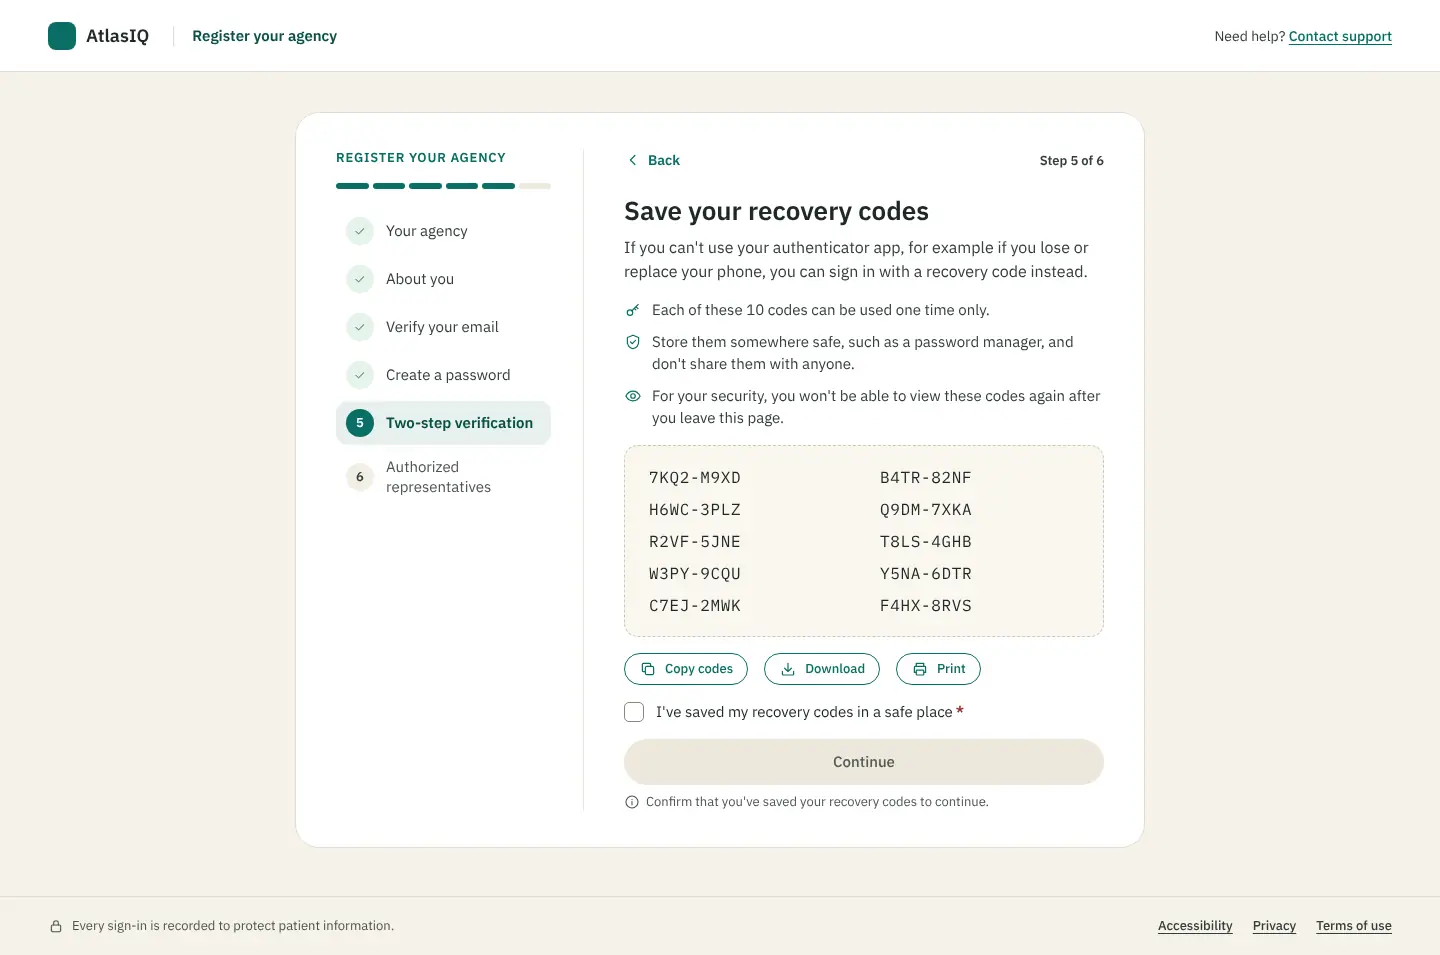 AtlasIQ
Register your agency
Need help? Contact support
REGISTER YOUR AGENCY
Your agency
About you
Verify your email
Create a password
5 Two-step verification
6 Authorized
representatives
Back
Step 5 of 6
Save your recovery codes
If you can't use your authenticator app, for example if you lose or
replace your phone, you can sign in with a recovery code instead.
Each of these 10 codes can be used one time only.
Store them somewhere safe, such as a password manager, and
don't share them with anyone.
For your security, you won't be able to view these codes again after
you leave this page.
7KQ2-M9XD B4TR-82NF
H6WC-3PLZ Q9DM-7XKA
R2VF-5JNE T8LS-4GHB
W3PY-9CQU Y5NA-6DTR
C7EJ-2MWK F4HX-8RVS
Copy codes Download Print
I've saved my recovery codes in a safe place *
Continue
Confirm that you've saved your recovery codes to continue.
Every sign-in is recorded to protect patient information.
Accessibility Privacy Terms of use